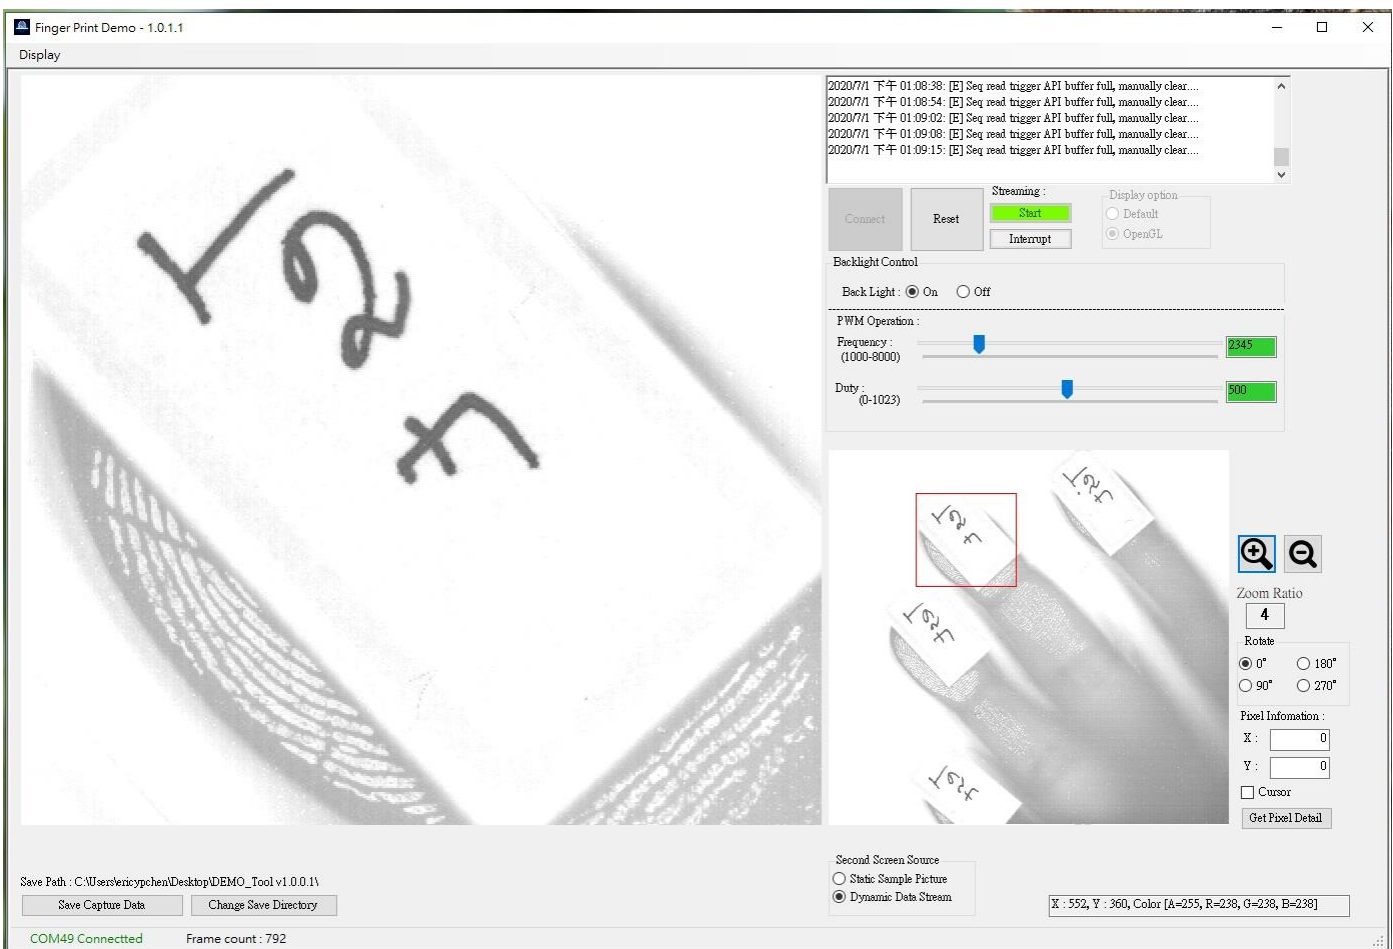 Finger Print Demo - 1.0.1.1
Display
2020/7/1 下午 01:08:38: [E] Seq read trigger API buffer full, manually clear....
2020/7/1 下午 01:08:54: [E] Seq read trigger API buffer full, manually clear....
2020/7/1 下午 01:09:02: [E] Seq read trigger API buffer full, manually clear....
2020/7/1 下午 01:09:08: [E] Seq read trigger API buffer full, manually clear....
2020/7/1 下午 01:09:15: [E] Seq read trigger API buffer full, manually clear....
Connect
Reset
Streaming :
Start
Interrupt
Display option
Default
OpenGL
Backlight Control
Back Light : On Off
PWM Operation :
Frequency :
(1000-8000)
2345
Duty :
(0-1023)
500
Test
Test
Test
Test
Test
Zoom Ratio
4
Rotate
0° 180°
90° 270°
Pixel Infomation :
X : 0
Y : 0
Cursor
Get Pixel Detail
Second Screen Source
Static Sample Picture
Dynamic Data Stream
Save Path : C:\Users\ericypchen\Desktop\DEMO_Tool v1.0.0.1\
Save Capture Data
Change Save Directory
X : 552, Y : 360, Color [A=255, R=238, G=238, B=238]
COM49 Connectted
Frame count : 792